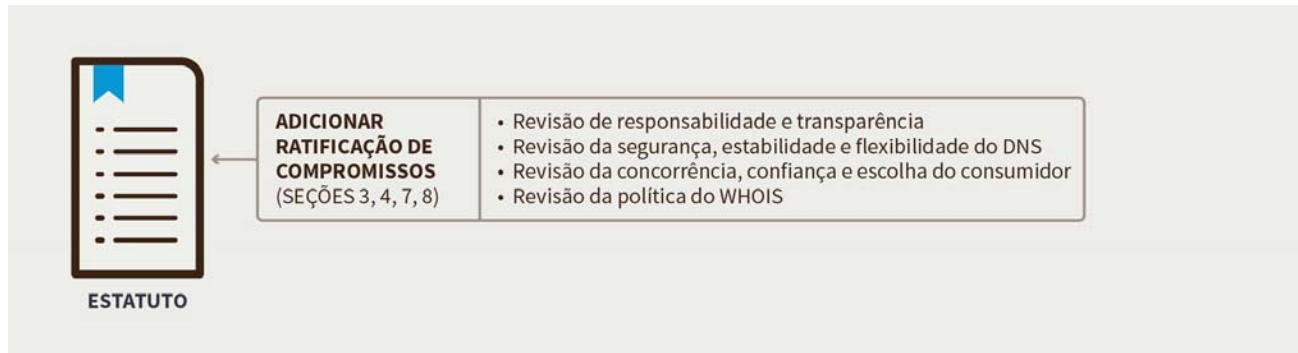 ADICIONAR
RATIFICAÇÃO DE
COMPROMISSOS
(SEÇÕES 3, 4, 7, 8)
• Revisão de responsabilidade e transparência
• Revisão da segurança, estabilidade e flexibilidade do DNS
• Revisão da concorrência, confiança e escolha do consumidor
• Revisão da política do WHOIS
ESTATUTO